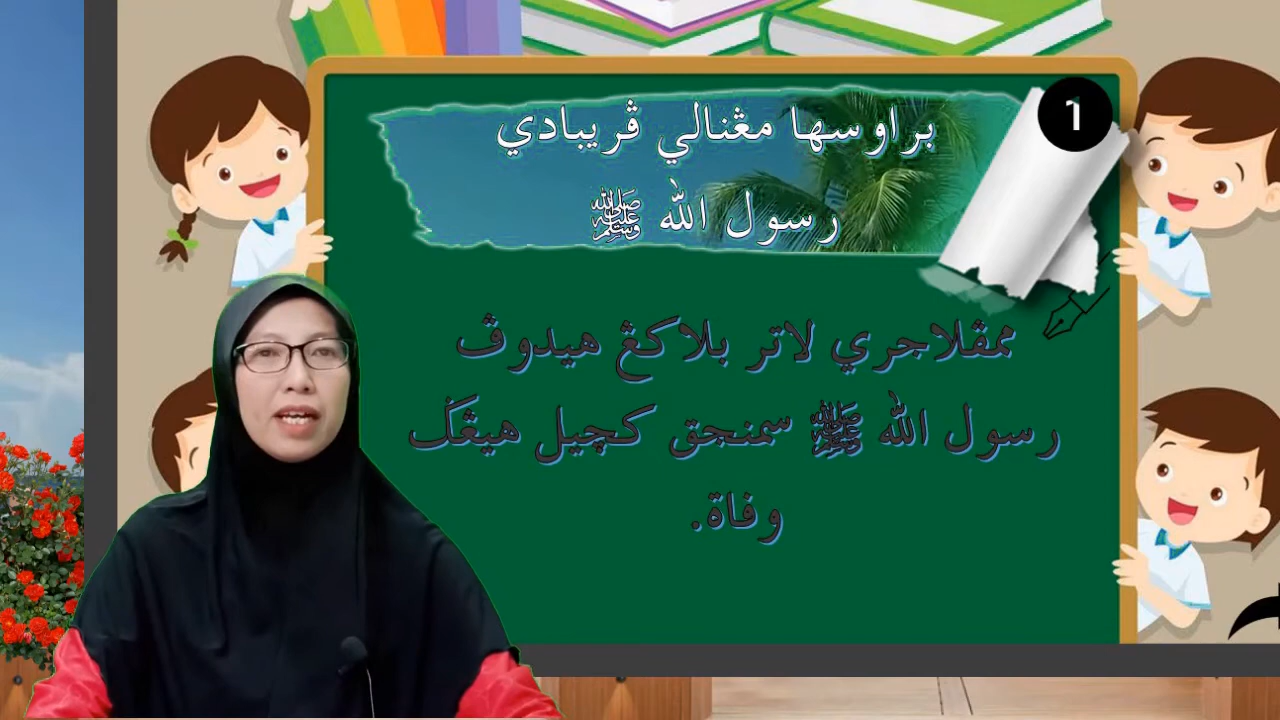 1
براوسها مڠنالي ڤريبادي
رسول الله ﷺ
ممڤلاجري لاتر بلاكڠ هيدوڤ
رسول الله ﷺ سمنجق كچيل هيڠݢ
وفاة.